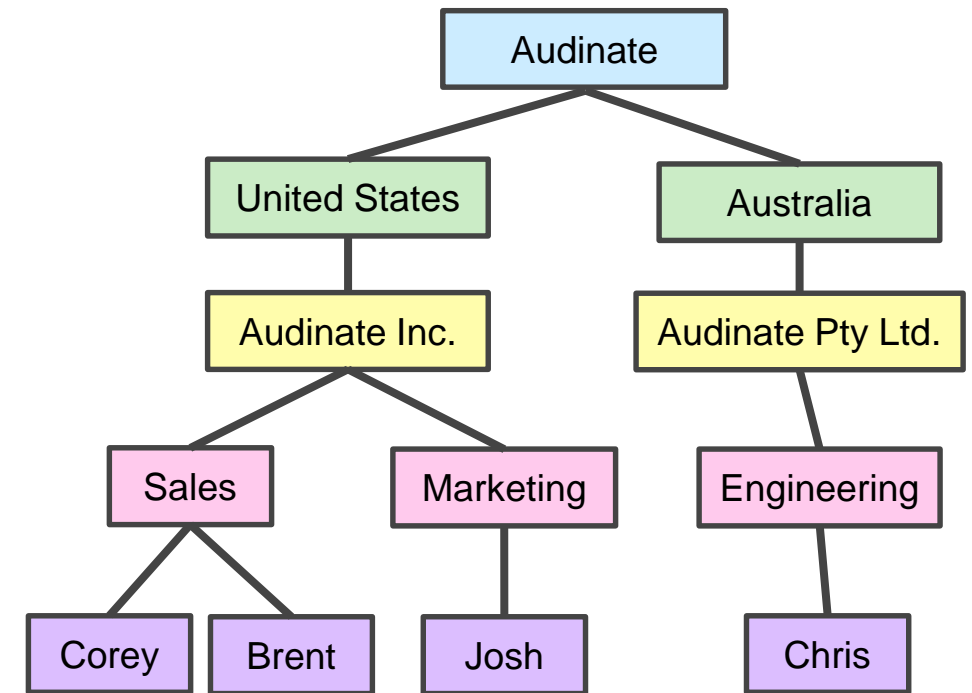 Audinate
United States
Australia
Audinate Inc.
Audinate Pty Ltd.
Sales
Marketing
Engineering
Corey
Brent
Josh
Chris